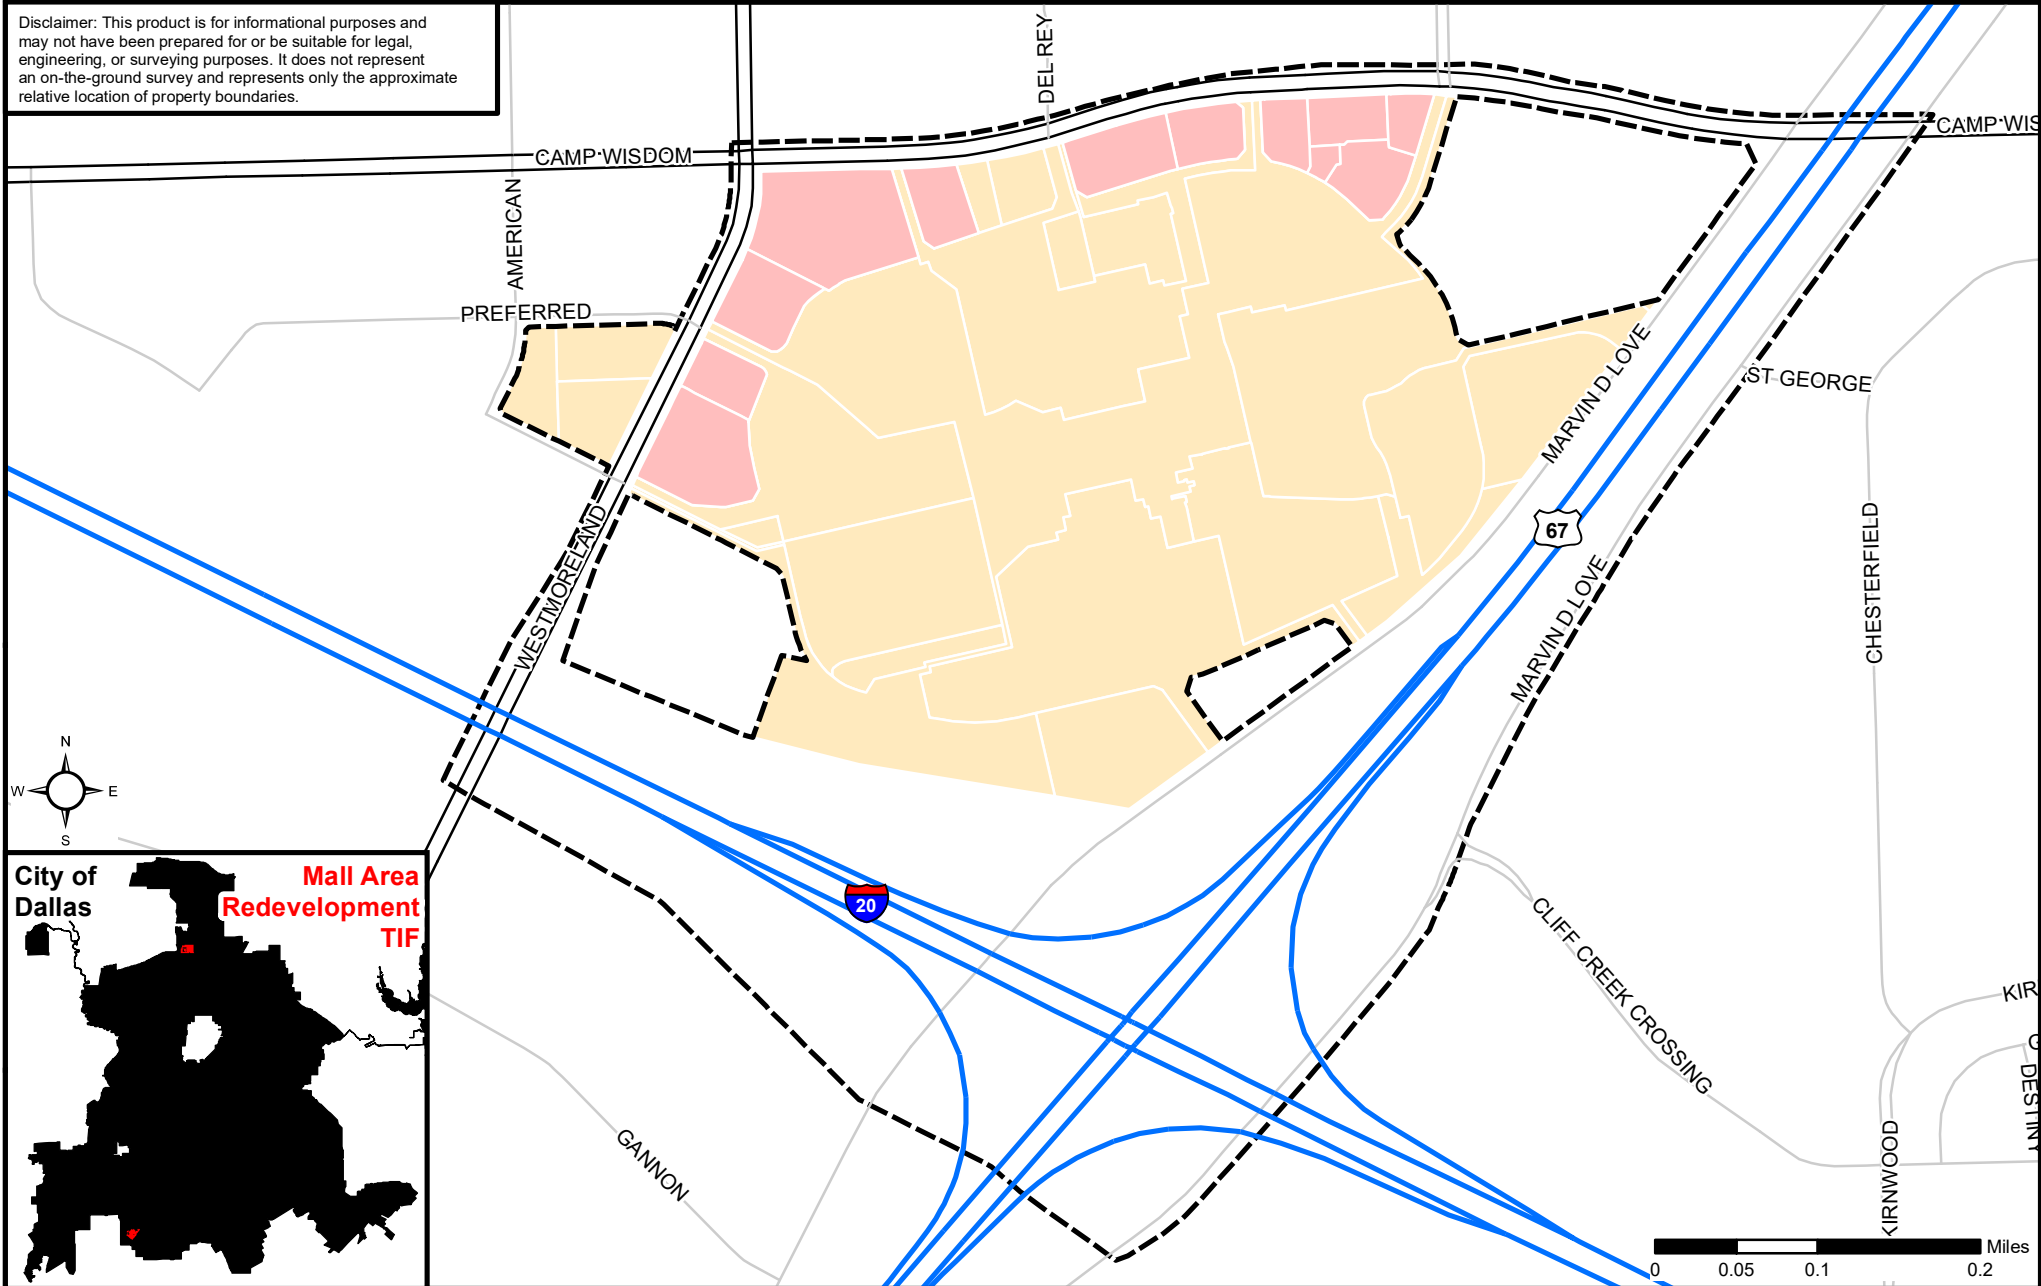 Disclaimer: This product is for informational purposes and
may not have been prepared for or be suitable for legal,
engineering, or surveying purposes. It does not represent
an on-the-ground survey and represents only the approximate
relative location of property boundaries.
DEL REY
CAMP WISDOM
CAMP WIS
AMERICAN
PREFERRED
MARVIN D LOVE
ST GEORGE
67
WESTMORELAND
CHESTERFIELD
MARVIN D LOVE
N
W
E
S
City of
Dallas
Mall Area
Redevelopment
TIF
20
CLIFF CREEK CROSSING
KIR
G
DESTINY
GANNON
KIRNWOOD
Miles
0
0.05
0.1
0.2